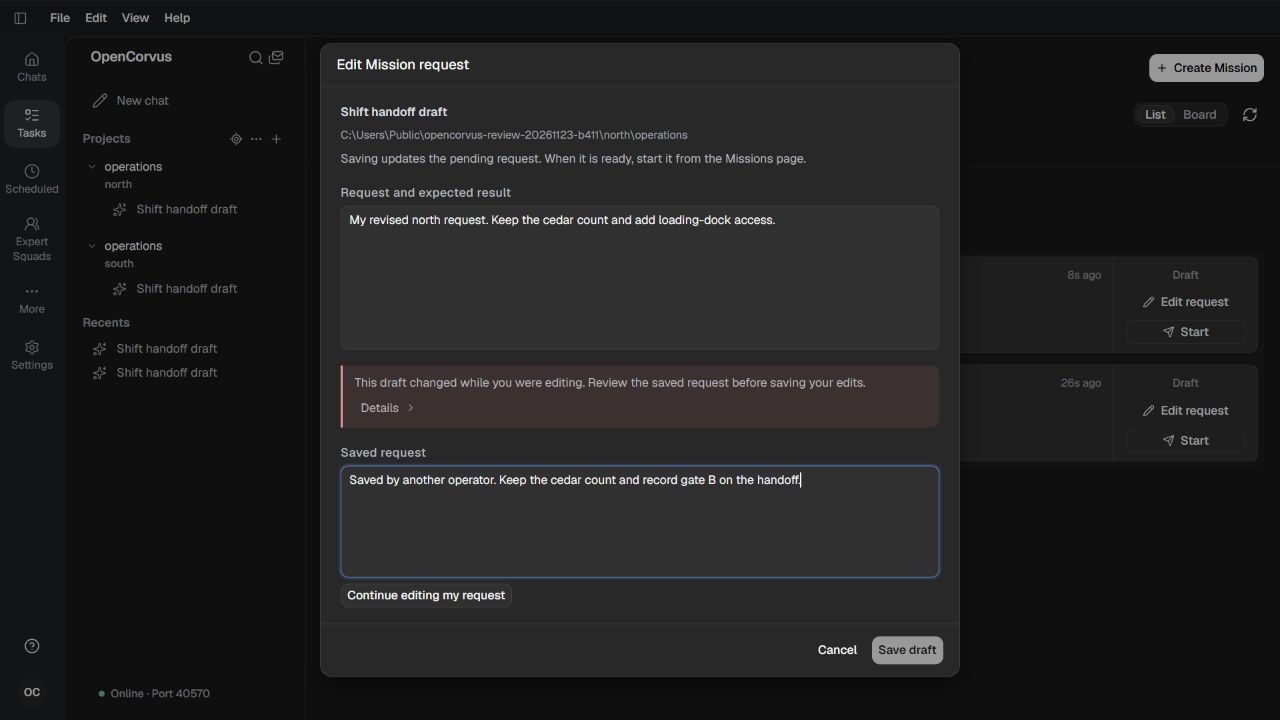 File Edit View Help
Chats
Tasks
Scheduled
Expert
Squads
More
Settings
OC
OpenCorvus
New chat
Projects
operations
north
Shift handoff draft
operations
south
Shift handoff draft
Recents
Shift handoff draft
Shift handoff draft
Online · Port 40570
Edit Mission request
Shift handoff draft
C:\Users\Public\opencorvus-review-20261123-b411\north\operations
Saving updates the pending request. When it is ready, start it from the Missions page.
Request and expected result
My revised north request. Keep the cedar count and add loading-dock access.
This draft changed while you were editing. Review the saved request before saving your edits.
Details
Saved request
Saved by another operator. Keep the cedar count and record gate B on the handoff.
Continue editing my request
Cancel
Save draft
Create Mission
List Board
8s ago
Draft
Edit request
Start
26s ago
Draft
Edit request
Start